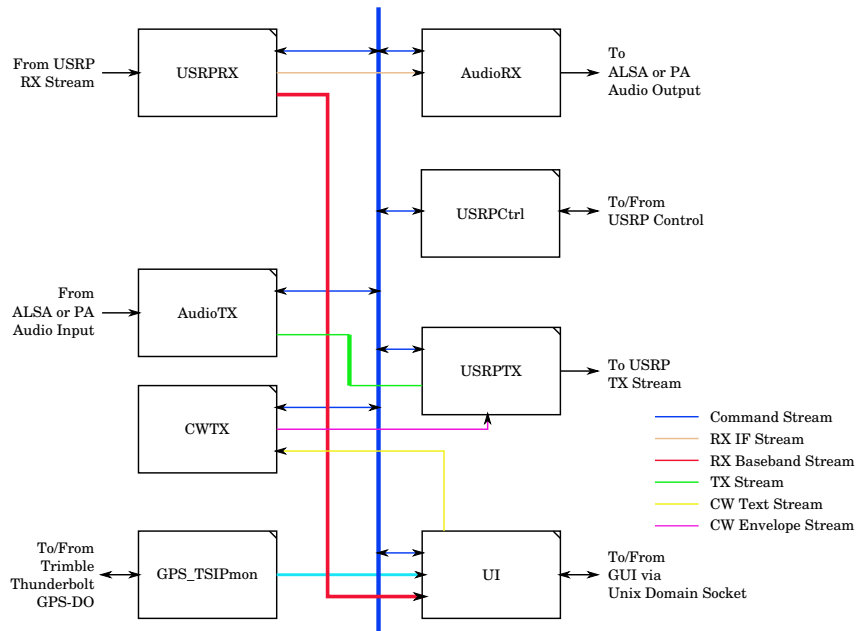 From USRP
RX Stream
USRPRX
AudioRX
To
ALSA or PA
Audio Output
USRPCtrl
To/From
USRP Control
From
ALSA or PA
Audio Input
AudioTX
USRPTX
To USRP
TX Stream
CWTX
Command Stream
RX IF Stream
RX Baseband Stream
TX Stream
CW Text Stream
CW Envelope Stream
To/From
Trimble
Thunderbolt
GPS-DO
GPS_TSIPmon
UI
To/From
GUI via
Unix Domain Socket